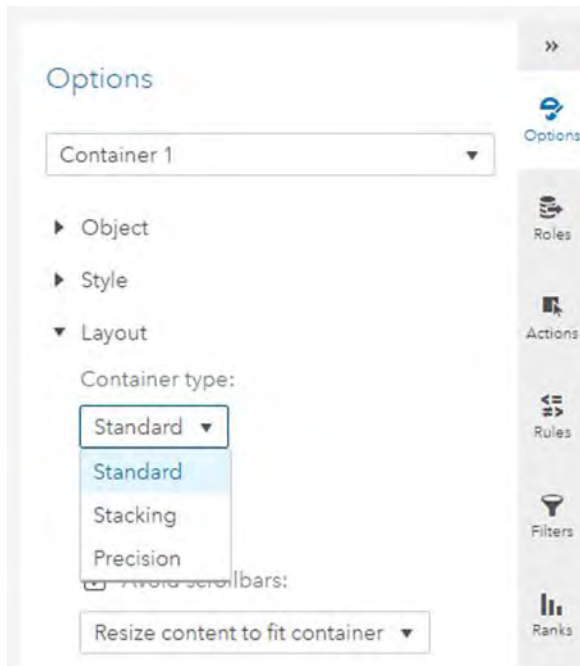 Options
Container 1
Object
Style
Layout
Container type:
Standard
Standard
Stacking
Precision
Avoid scrollbars:
Resize content to fit container
Options
Roles
Actions
Rules
Filters
Ranks